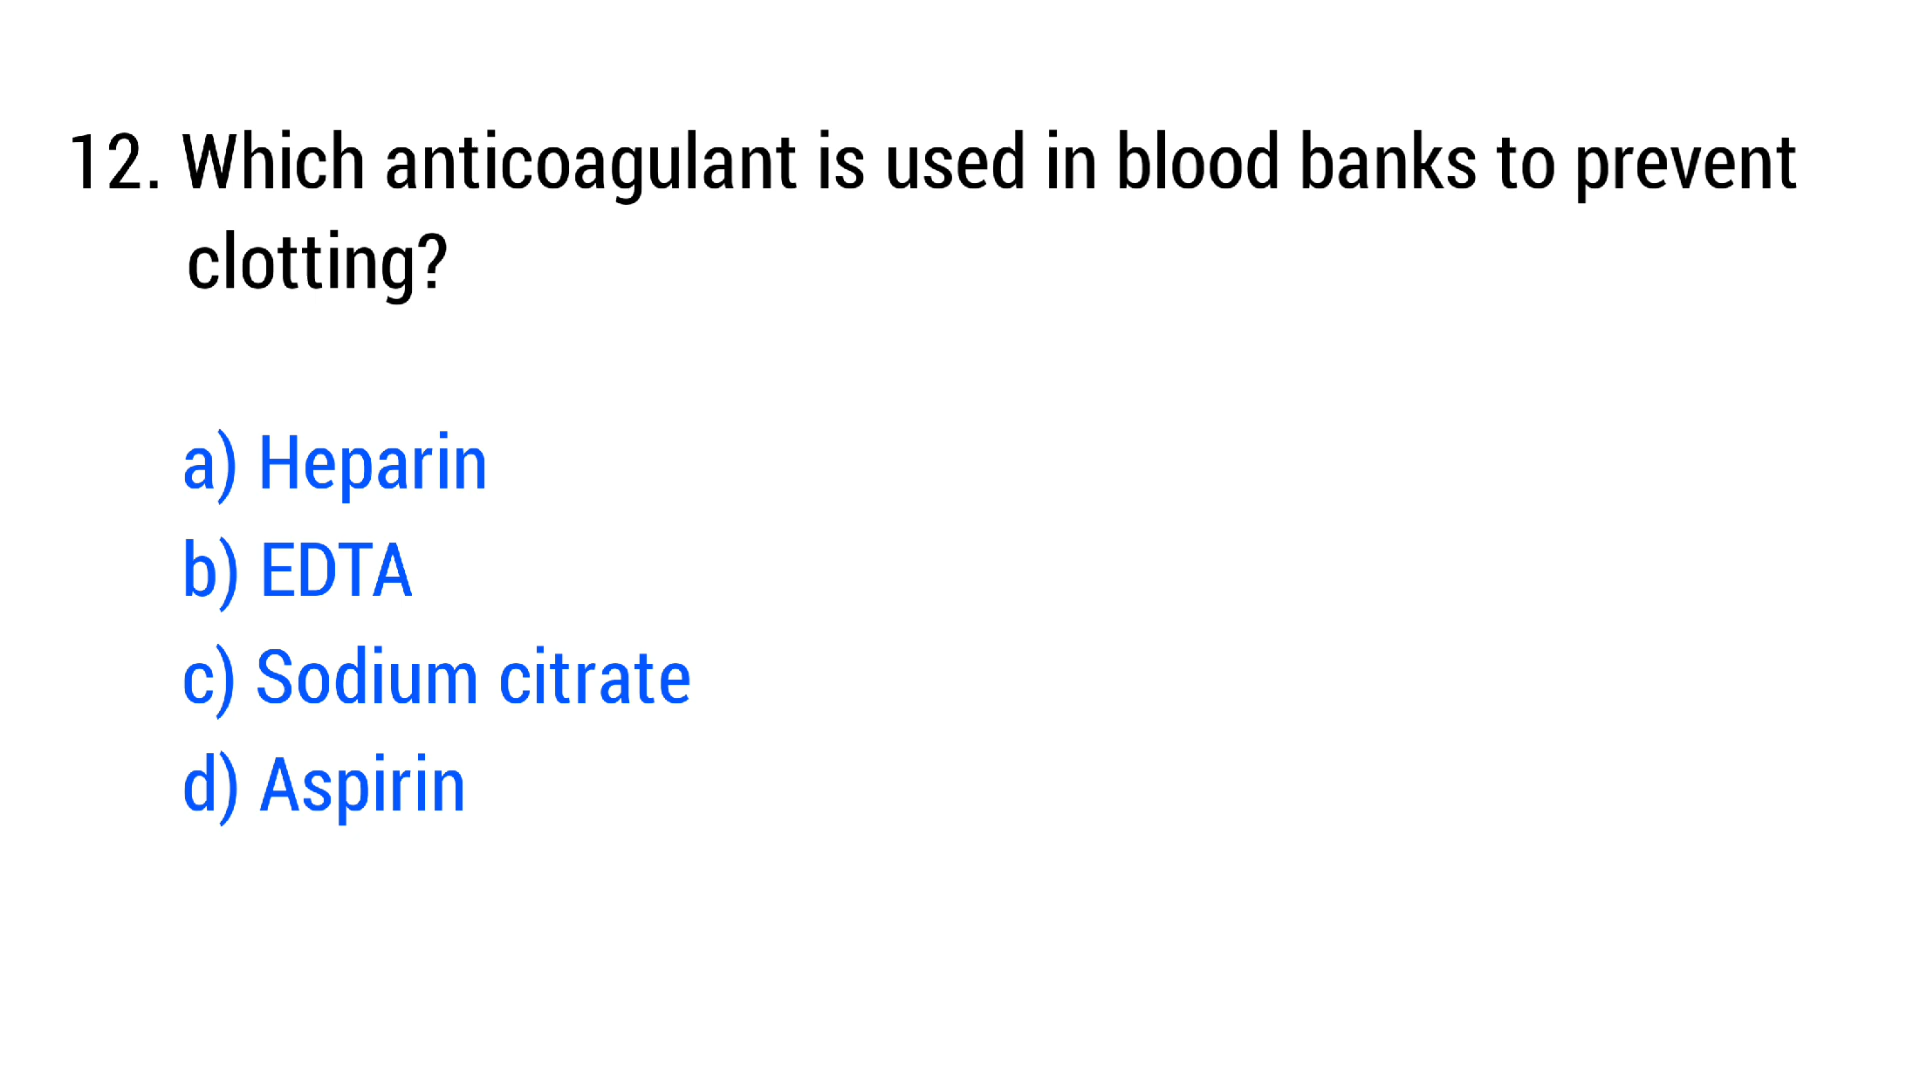 12. Which anticoagulant is used in blood banks to prevent
clotting?
a) Heparin
b) EDTA
c) Sodium citrate
d) Aspirin